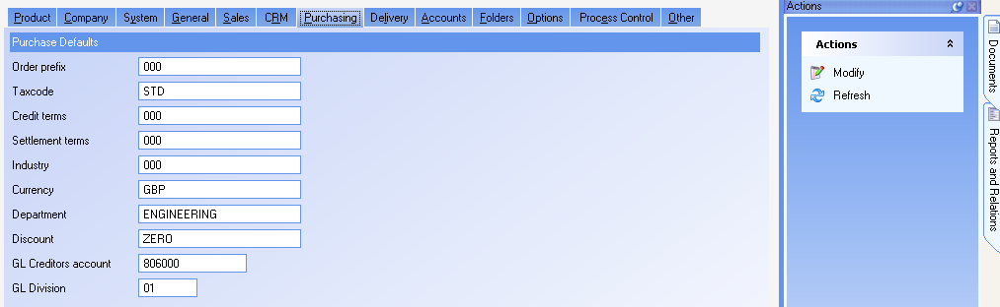 Product Company System General Sales CRM Purchasing Delivery Accounts Folders Options Process Control Other
Purchase Defaults
Order prefix 000
Taxcode STD
Credit terms 000
Settlement terms 000
Industry 000
Currency GBP
Department ENGINEERING
Discount ZERO
GL Creditors account 806000
GL Division 01
Actions
Actions
Modify
Refresh
Documents
Reports and Relations